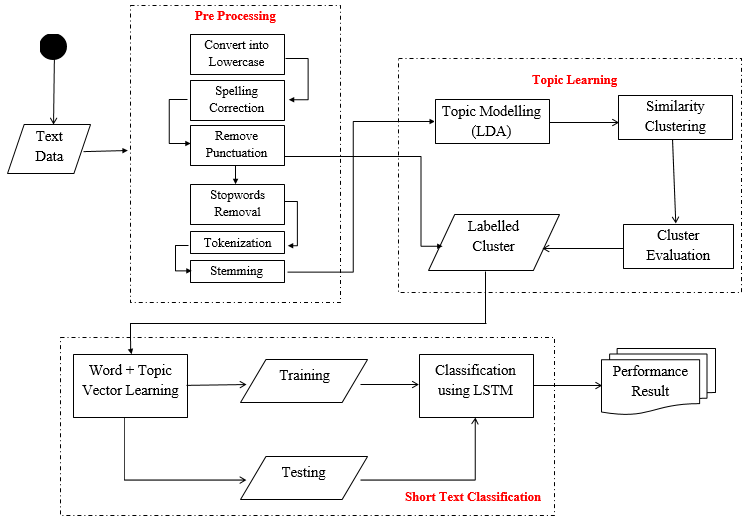 Pre Processing
Convert into
Lowercase
Spelling
Correction
Remove
Punctuation
Stopwords
Removal
Tokenization
Stemming
Text
Data
Topic Learning
Topic Modelling
(LDA)
Similarity
Clustering
Labelled
Cluster
Cluster
Evaluation
Word + Topic
Vector Learning
Training
Testing
Classification
using LSTM
Performance
Result
Short Text Classification